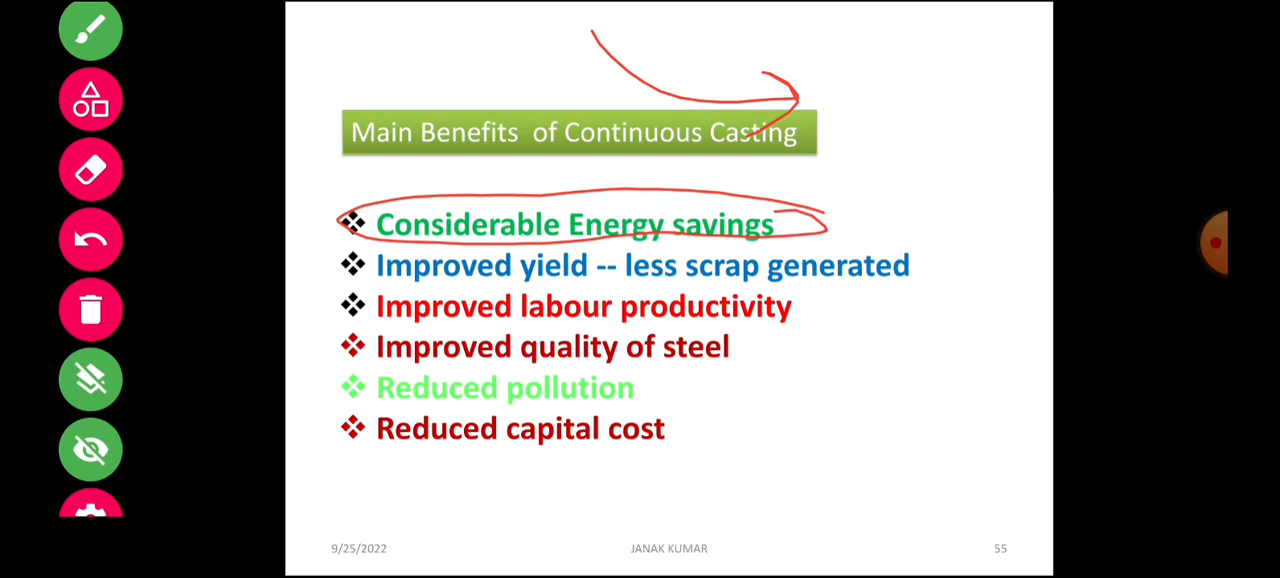 Main Benefits of Continuous Casting
Considerable Energy savings
Improved yield -- less scrap generated
Improved labour productivity
Improved quality of steel
Reduced pollution
Reduced capital cost
9/25/2022 JANAK KUMAR 55